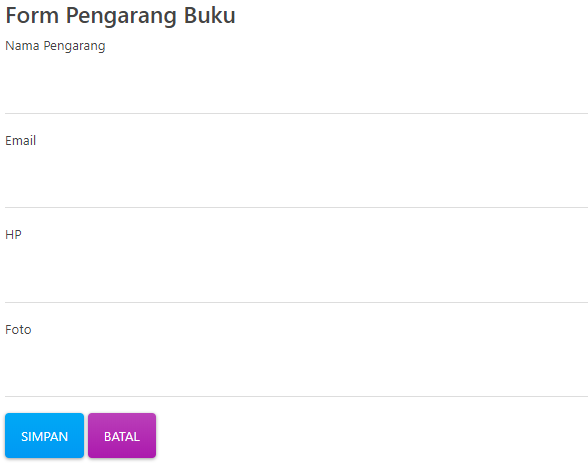 Form Pengarang Buku
Nama Pengarang
Email
HP
Foto
SIMPAN BATAL